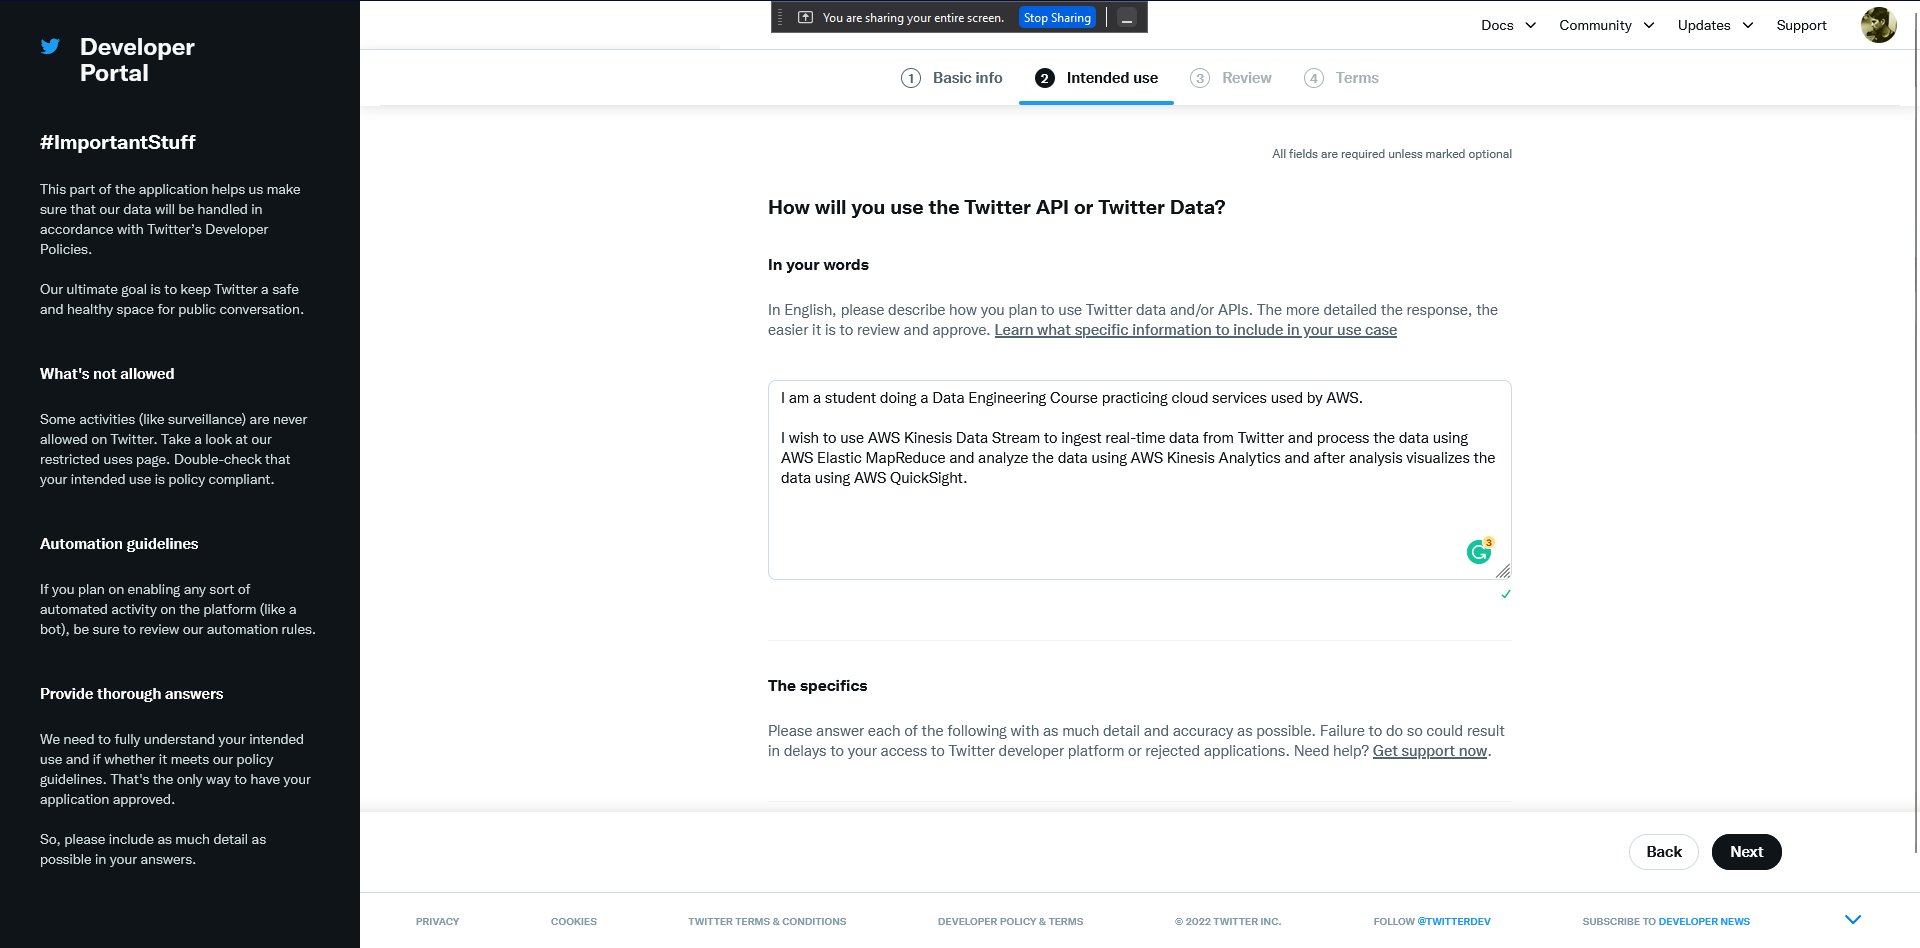 You are sharing your entire screen.
Stop Sharing
Docs
Community
Updates
Support
Developer
Portal
1 Basic info
2 Intended use
3 Review
4 Terms
#ImportantStuff
This part of the application helps us make
sure that our data will be handled in
accordance with Twitter's Developer
Policies.
Our ultimate goal is to keep Twitter a safe
and healthy space for public conversation.
What's not allowed
Some activities (like surveillance) are never
allowed on Twitter. Take a look at our
restricted uses page. Double-check that
your intended use is policy compliant.
Automation guidelines
If you plan on enabling any sort of
automated activity on the platform (like a
bot), be sure to review our automation rules.
Provide thorough answers
We need to fully understand your intended
use and if whether it meets our policy
guidelines. That's the only way to have your
application approved.
So, please include as much detail as
possible in your answers.
All fields are required unless marked optional
How will you use the Twitter API or Twitter Data?
In your words
In English, please describe how you plan to use Twitter data and/or APIs. The more detailed the response, the
easier it is to review and approve. Learn what specific information to include in your use case
I am a student doing a Data Engineering Course practicing cloud services used by AWS.
I wish to use AWS Kinesis Data Stream to ingest real-time data from Twitter and process the data using
AWS Elastic MapReduce and analyze the data using AWS Kinesis Analytics and after analysis visualizes the
data using AWS QuickSight.
3
The specifics
Please answer each of the following with as much detail and accuracy as possible. Failure to do so could result
in delays to your access to Twitter developer platform or rejected applications. Need help? Get support now.
Back
Next
PRIVACY
COOKIES
TWITTER TERMS & CONDITIONS
DEVELOPER POLICY & TERMS
© 2022 TWITTER INC.
FOLLOW @TWITTERDEV
SUBSCRIBE TO DEVELOPER NEWS